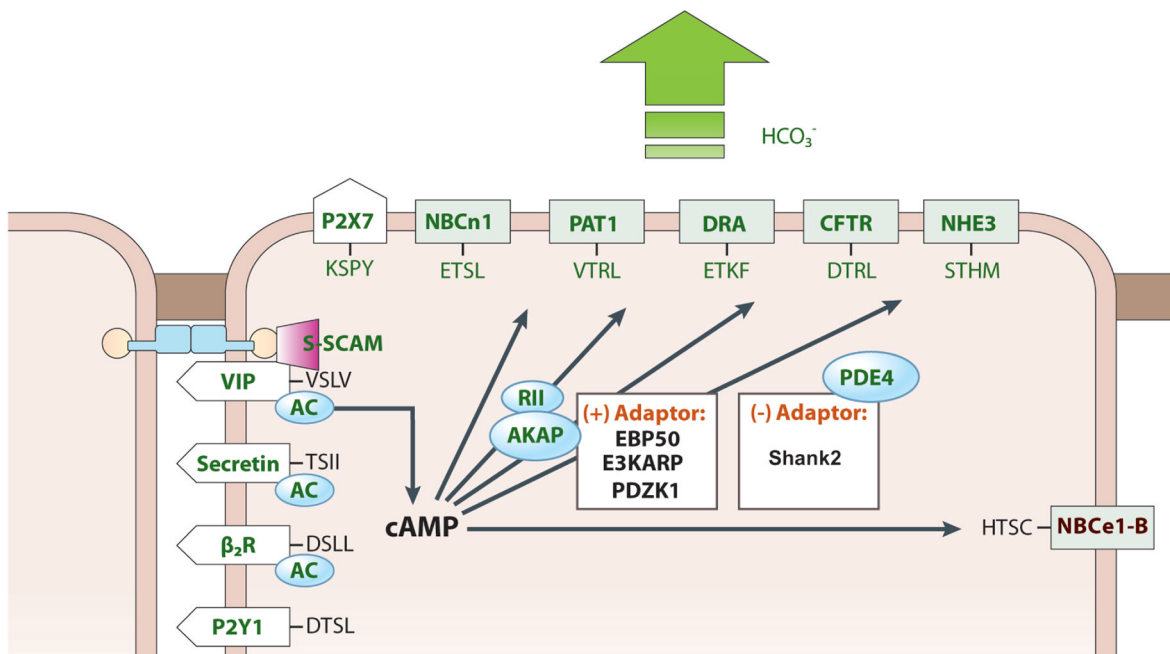 HCO₃⁻
P2X7
NBCn1
PAT1
DRA
CFTR
NHE3
KSPY
ETSL
VTRL
ETKF
DTRL
STHM
S-SCAM
VIP
VSLV
AC
PDE4
RII
AKAP
(+) Adaptor:
EBP50
E3KARP
PDZK1
(-) Adaptor:
Shank2
Secretin
TSII
AC
cAMP
HTSC
NBCe1-B
β₂R
DSLL
AC
P2Y1
DTSL